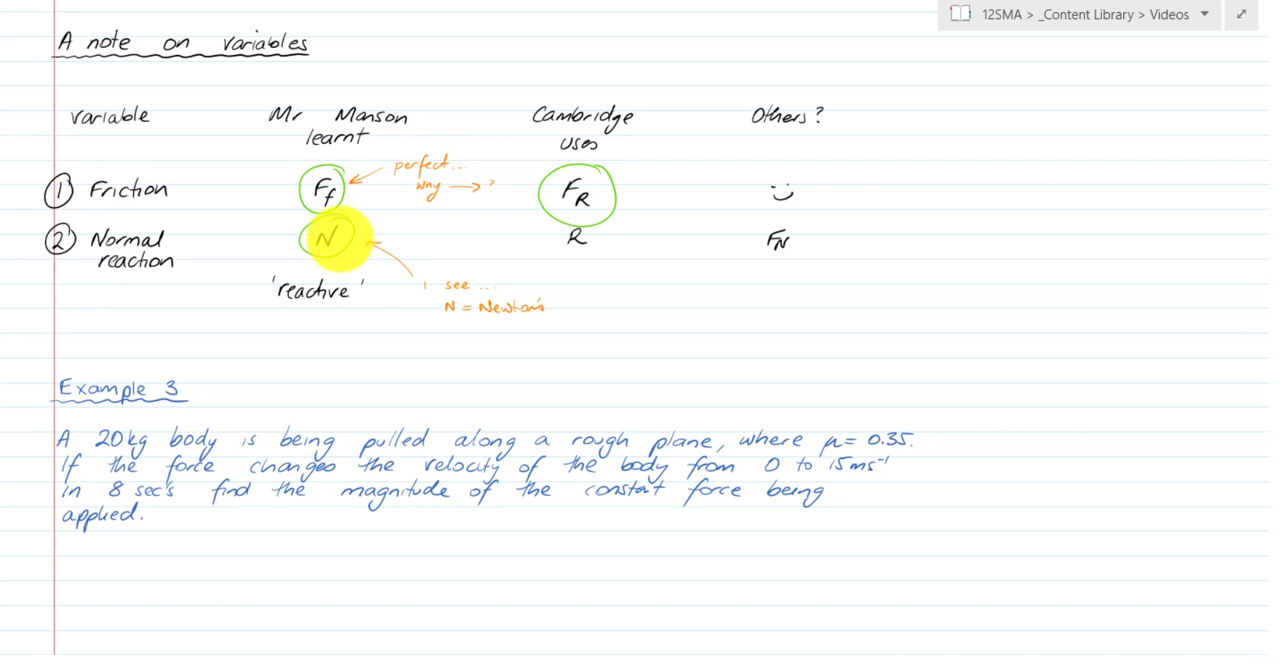 12SMA > _Content Library > Videos
A note on variables
variable Mr Manson learnt Cambridge uses Others?
perfect...
why → ?
① Friction Ff FR
② Normal reaction N R FN
'reactive'
i see ...
N = Newton's
Example 3
A 20kg body is being pulled along a rough plane, where μ = 0.35.
If the force changes the velocity of the body from 0 to 15ms⁻¹
in 8 sec's find the magnitude of the constat force being
applied.